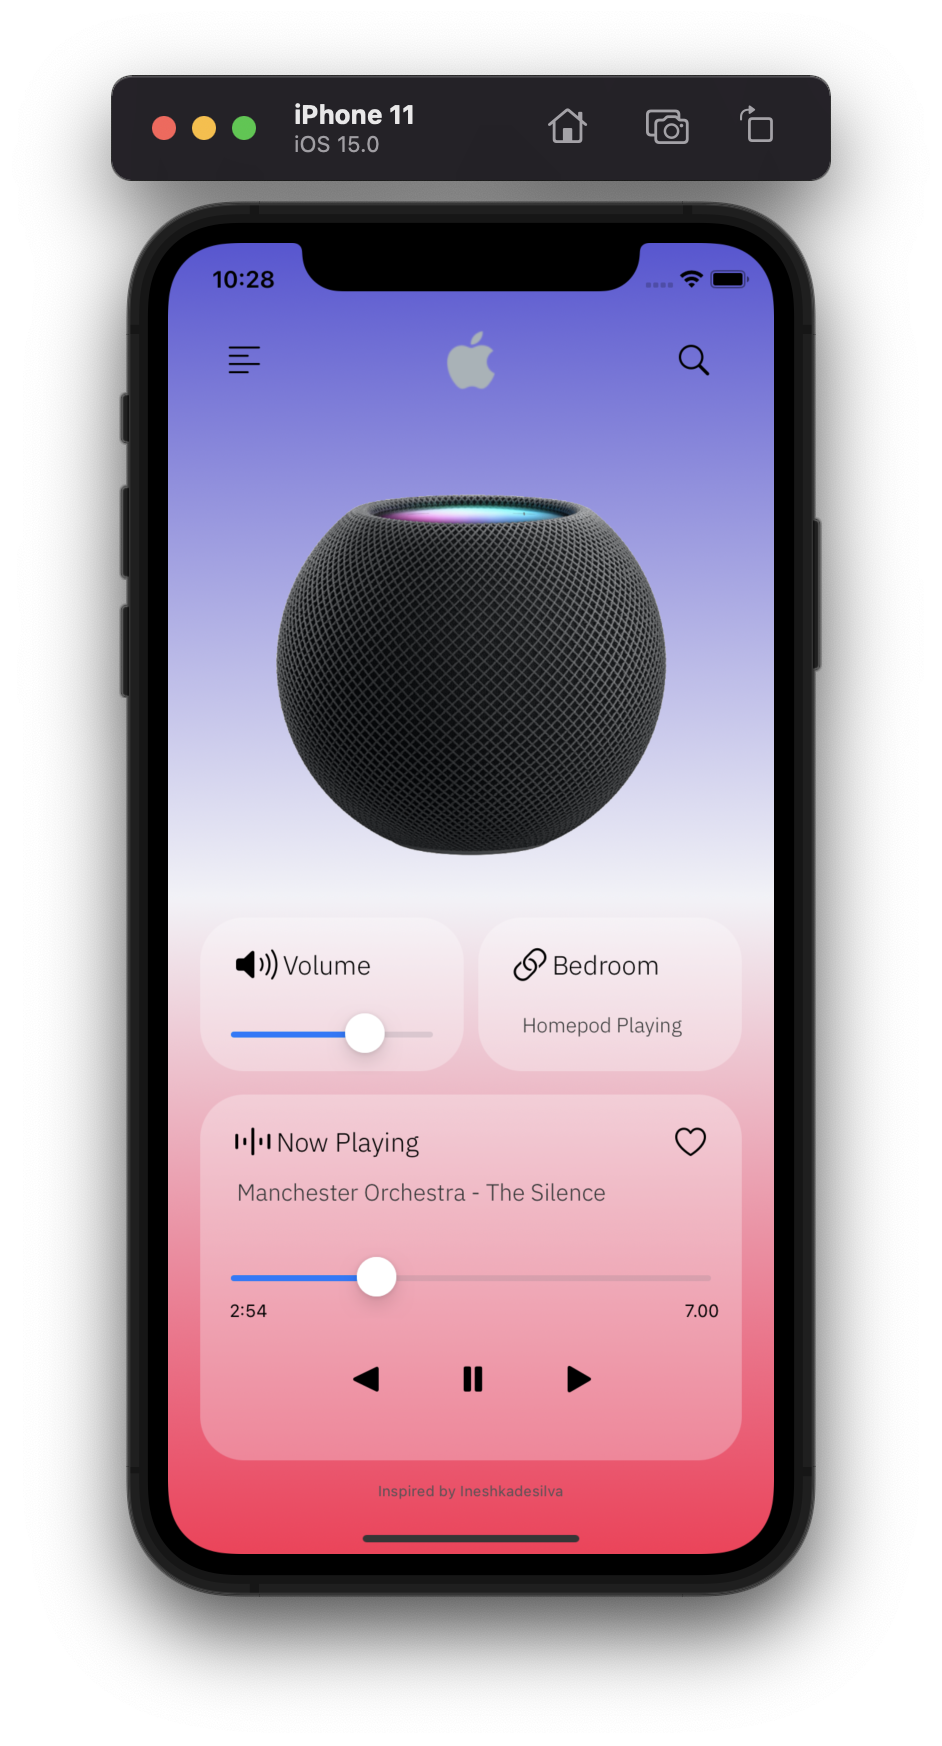 iPhone 11
iOS 15.0
10:28
Volume
Bedroom
Homepod Playing
Now Playing
Manchester Orchestra - The Silence
2:54
7.00
Inspired by Ineshkadesilva